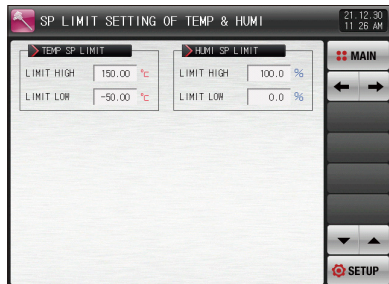 SP LIMIT SETTING OF TEMP & HUMI
21.12.30
11 26 AM
TEMP SP LIMIT
LIMIT HIGH 150.00 °C
LIMIT LOW -50.00 °C
HUMI SP LIMIT
LIMIT HIGH 100.0 %
LIMIT LOW 0.0 %
MAIN
SETUP